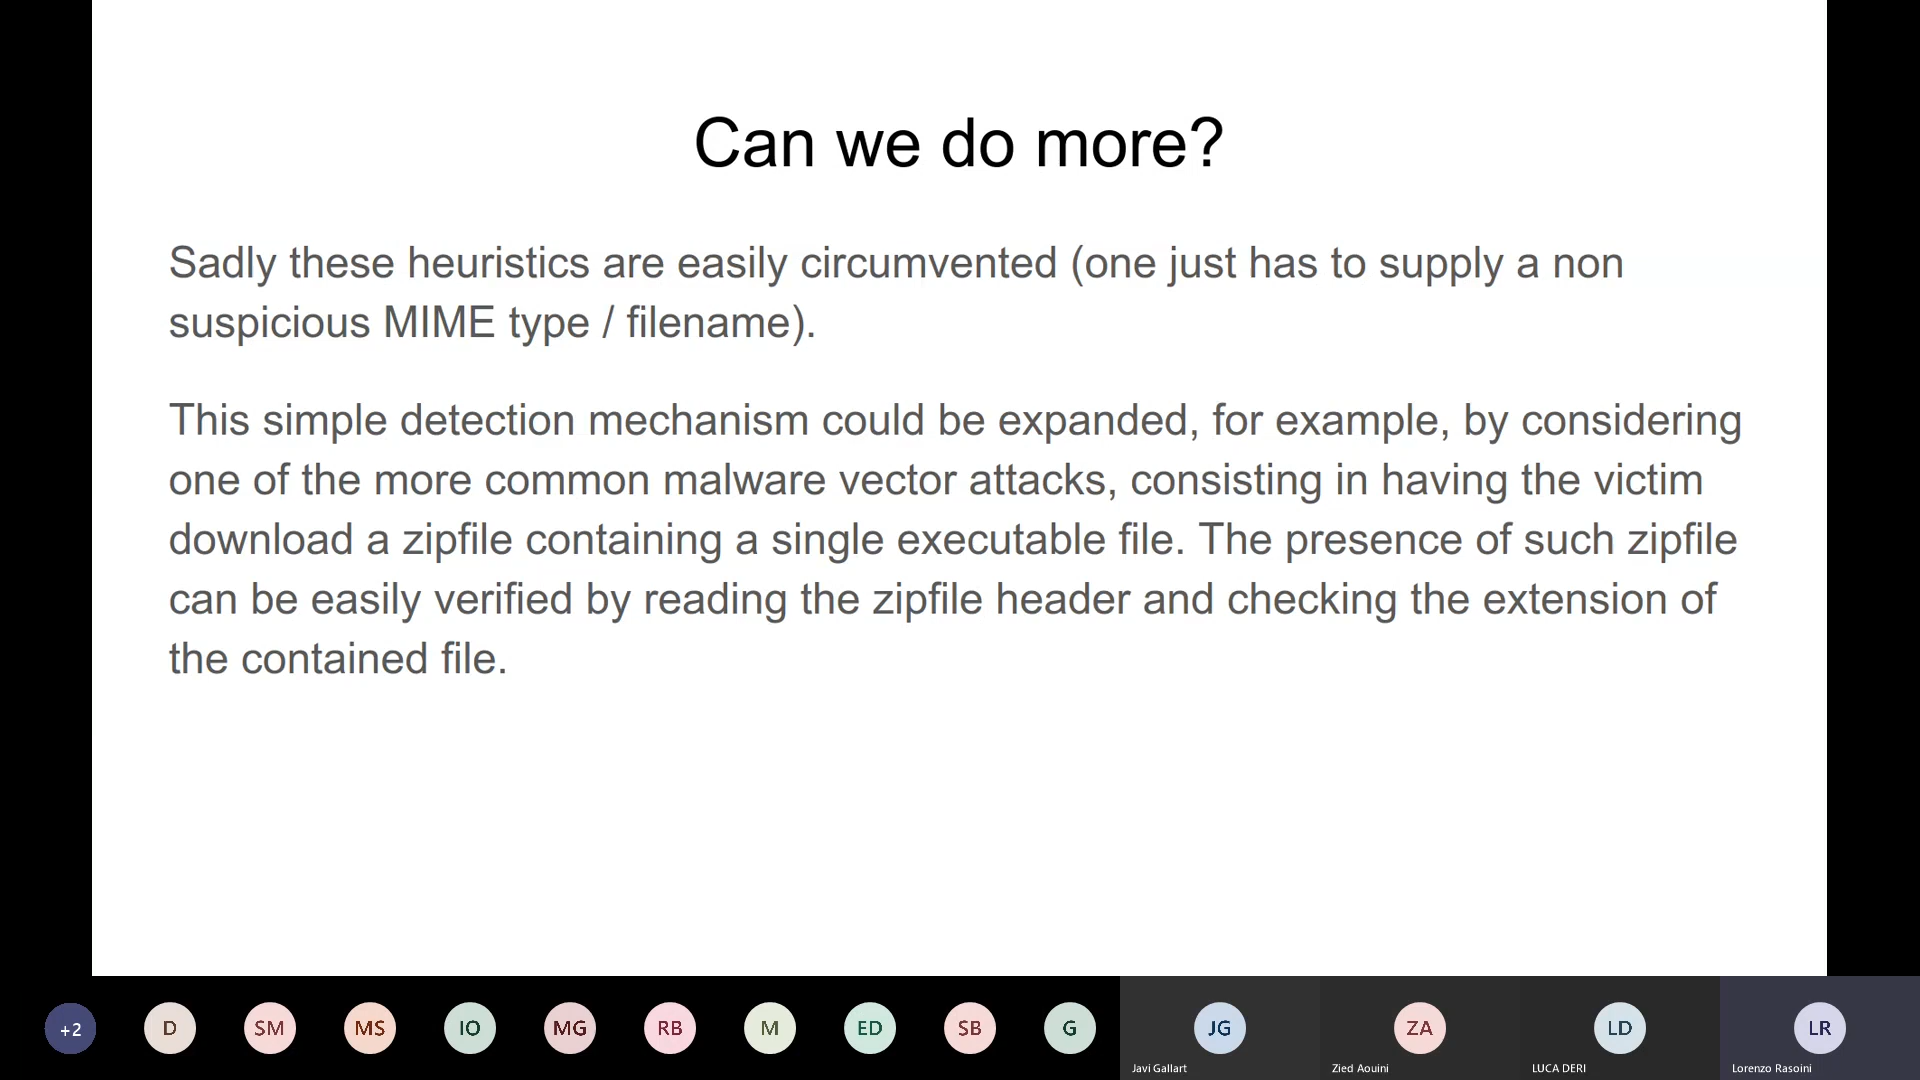 Can we do more?
Sadly these heuristics are easily circumvented (one just has to supply a non
suspicious MIME type / filename).
This simple detection mechanism could be expanded, for example, by considering
one of the more common malware vector attacks, consisting in having the victim
download a zipfile containing a single executable file. The presence of such zipfile
can be easily verified by reading the zipfile header and checking the extension of
the contained file.
+2 D SM MS IO MG RB M ED SB G JG ZA LD LR
Javi Gallart Zied Aouini LUCA DERI Lorenzo Rasoini